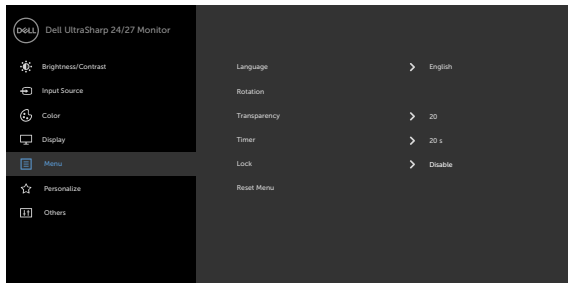 DELL Dell UltraSharp 24/27 Monitor
Brightness/Contrast
Input Source
Color
Display
Menu
Personalize
Others
Language English
Rotation
Transparency 20
Timer 20 s
Lock Disable
Reset Menu